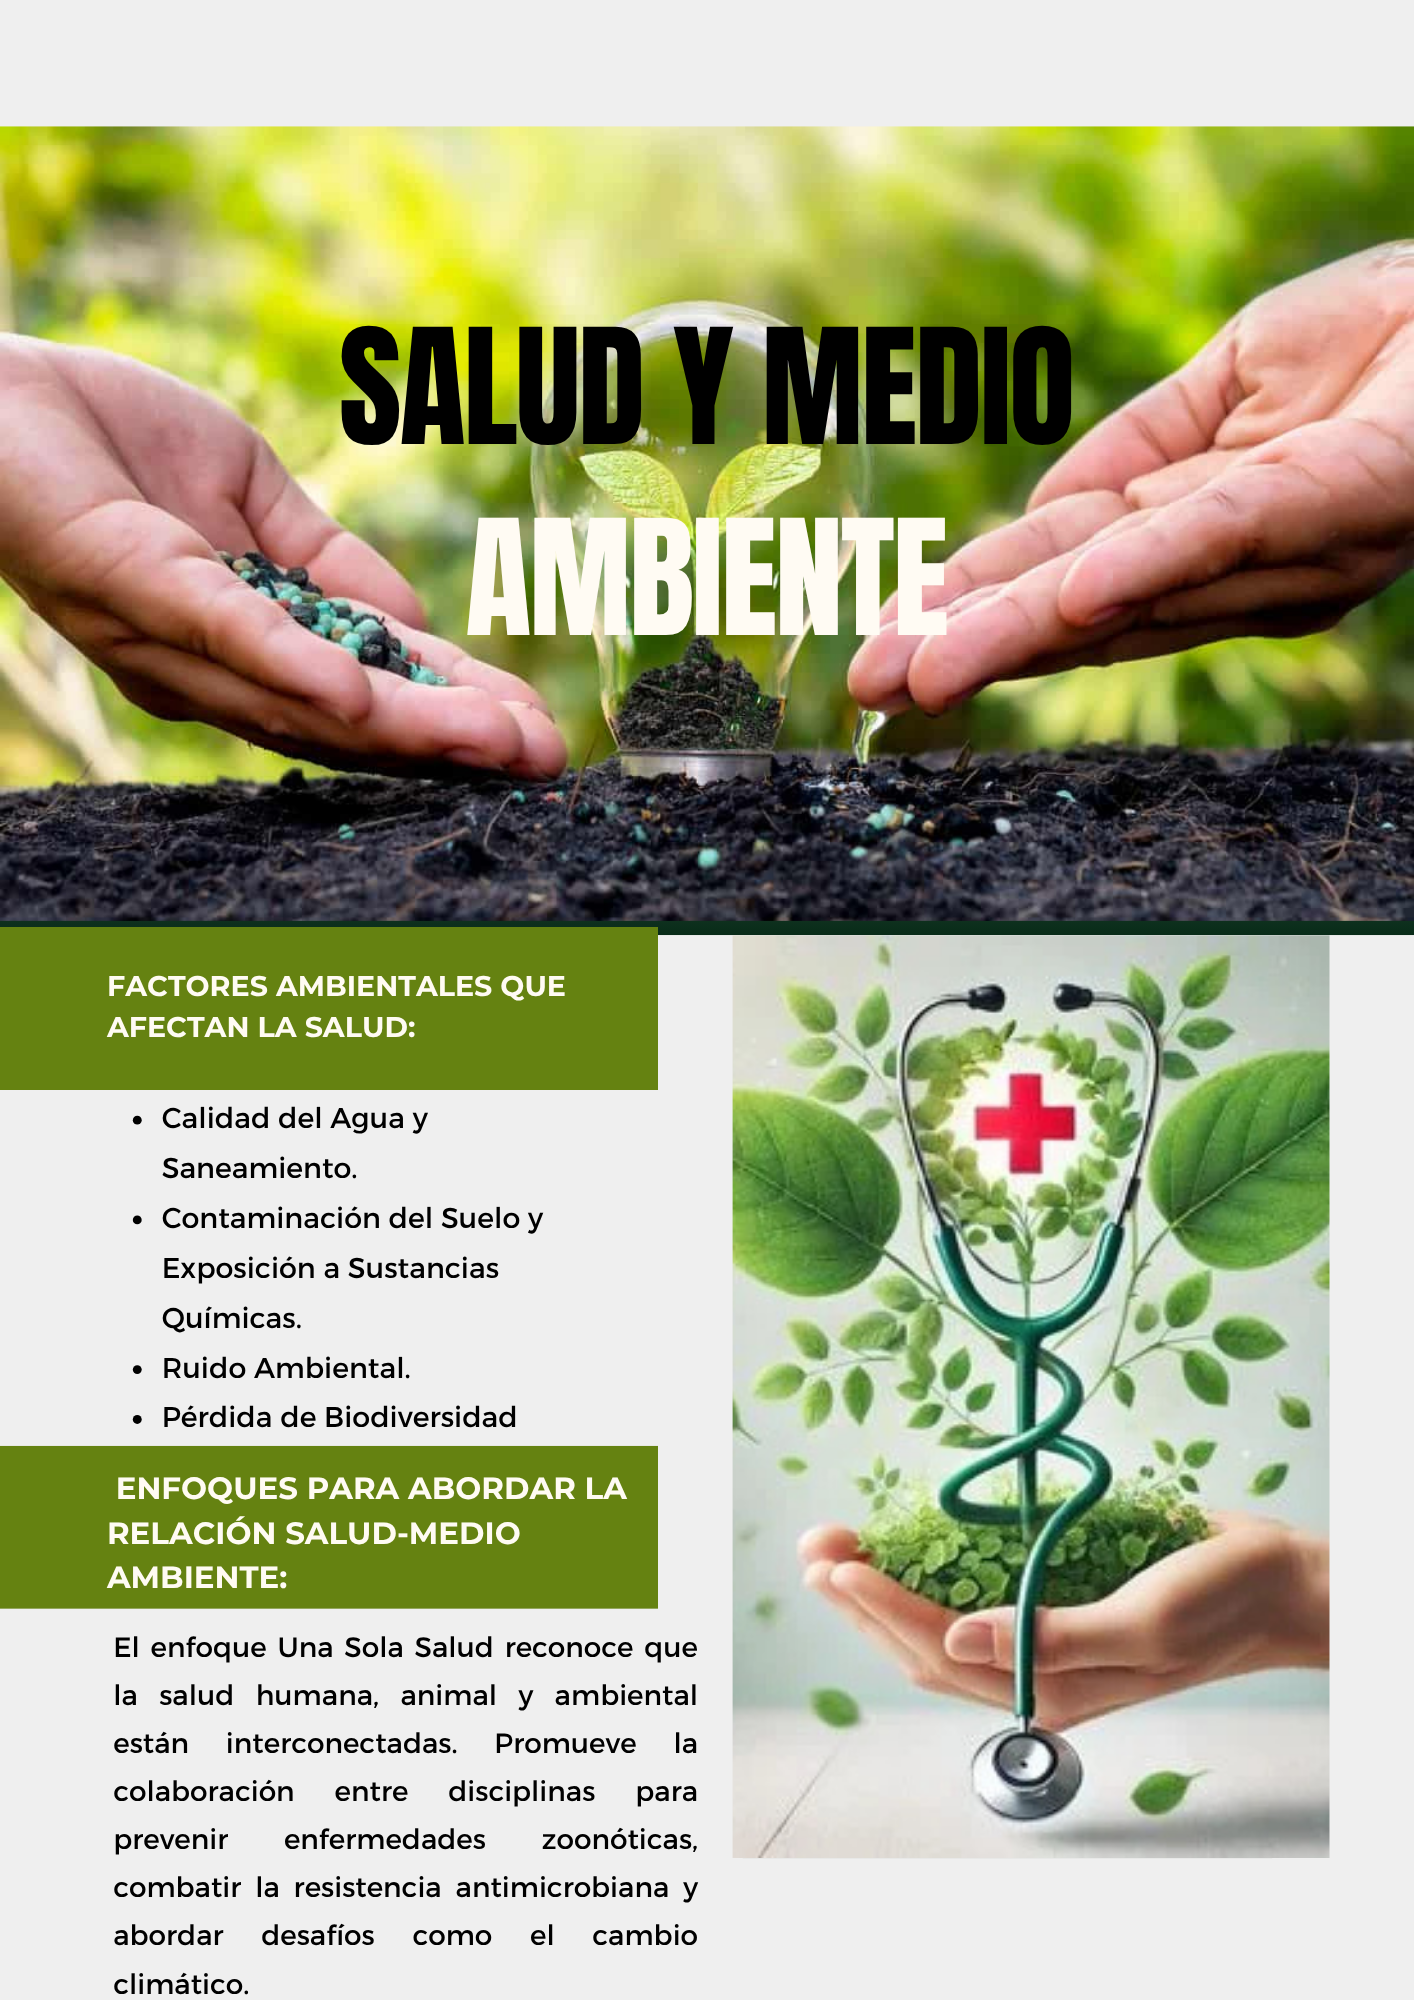 SALUD Y MEDIO
AMBIENTE
FACTORES AMBIENTALES QUE
AFECTAN LA SALUD:
• Calidad del Agua y
Saneamiento.
• Contaminación del Suelo y
Exposición a Sustancias
Químicas.
• Ruido Ambiental.
• Pérdida de Biodiversidad
ENFOQUES PARA ABORDAR LA
RELACIÓN SALUD-MEDIO
AMBIENTE:
El enfoque Una Sola Salud reconoce que
la salud humana, animal y ambiental
están interconectadas. Promueve la
colaboración entre disciplinas para
prevenir enfermedades zoonóticas,
combatir la resistencia antimicrobiana y
abordar desafíos como el cambio
climático.